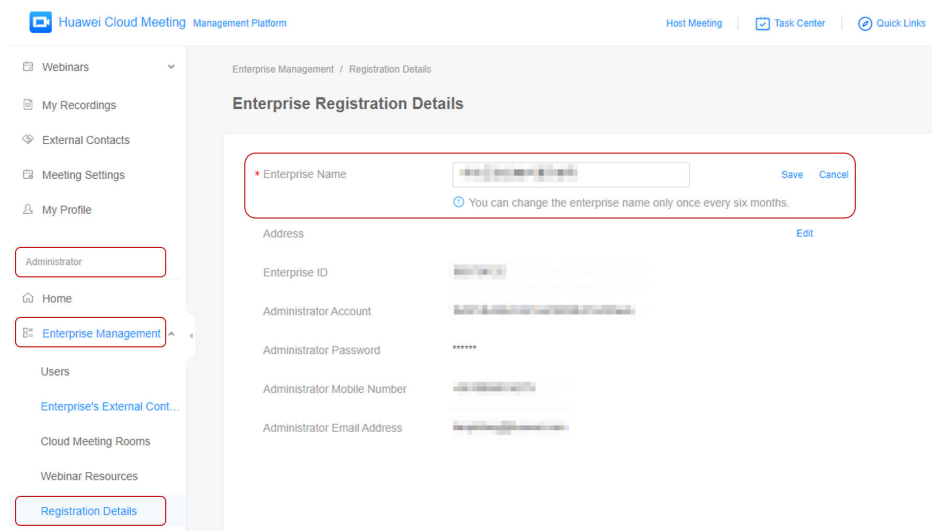 Huawei Cloud Meeting Management Platform
Host Meeting
Task Center
Quick Links
Webinars
My Recordings
External Contacts
Meeting Settings
My Profile
Administrator
Home
Enterprise Management
Users
Enterprise's External Cont...
Cloud Meeting Rooms
Webinar Resources
Registration Details
Enterprise Management / Registration Details
Enterprise Registration Details
* Enterprise Name
Save Cancel
You can change the enterprise name only once every six months.
Address Edit
Enterprise ID
Administrator Account
Administrator Password ******
Administrator Mobile Number
Administrator Email Address